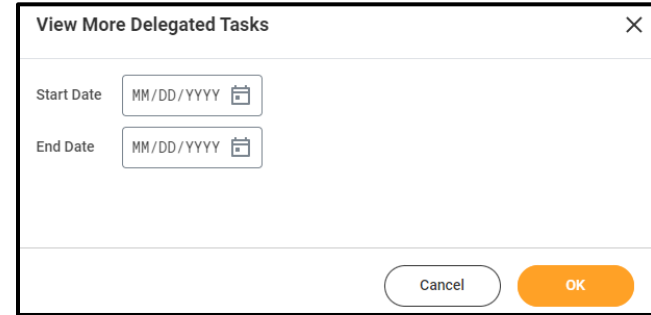 View More Delegated Tasks
Start Date MM/DD/YYYY
End Date MM/DD/YYYY
Cancel OK